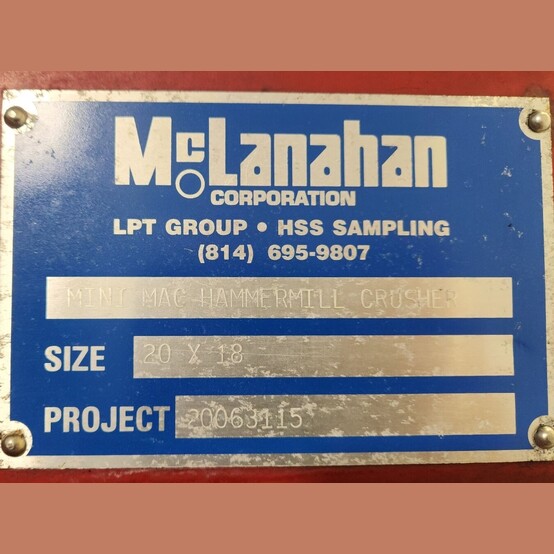 McLanahan
CORPORATION
LPT GROUP • HSS SAMPLING
(814) 695-9807
MINI MAC HAMMERMILL CRUSHER
SIZE 20 X 18
PROJECT 20063115